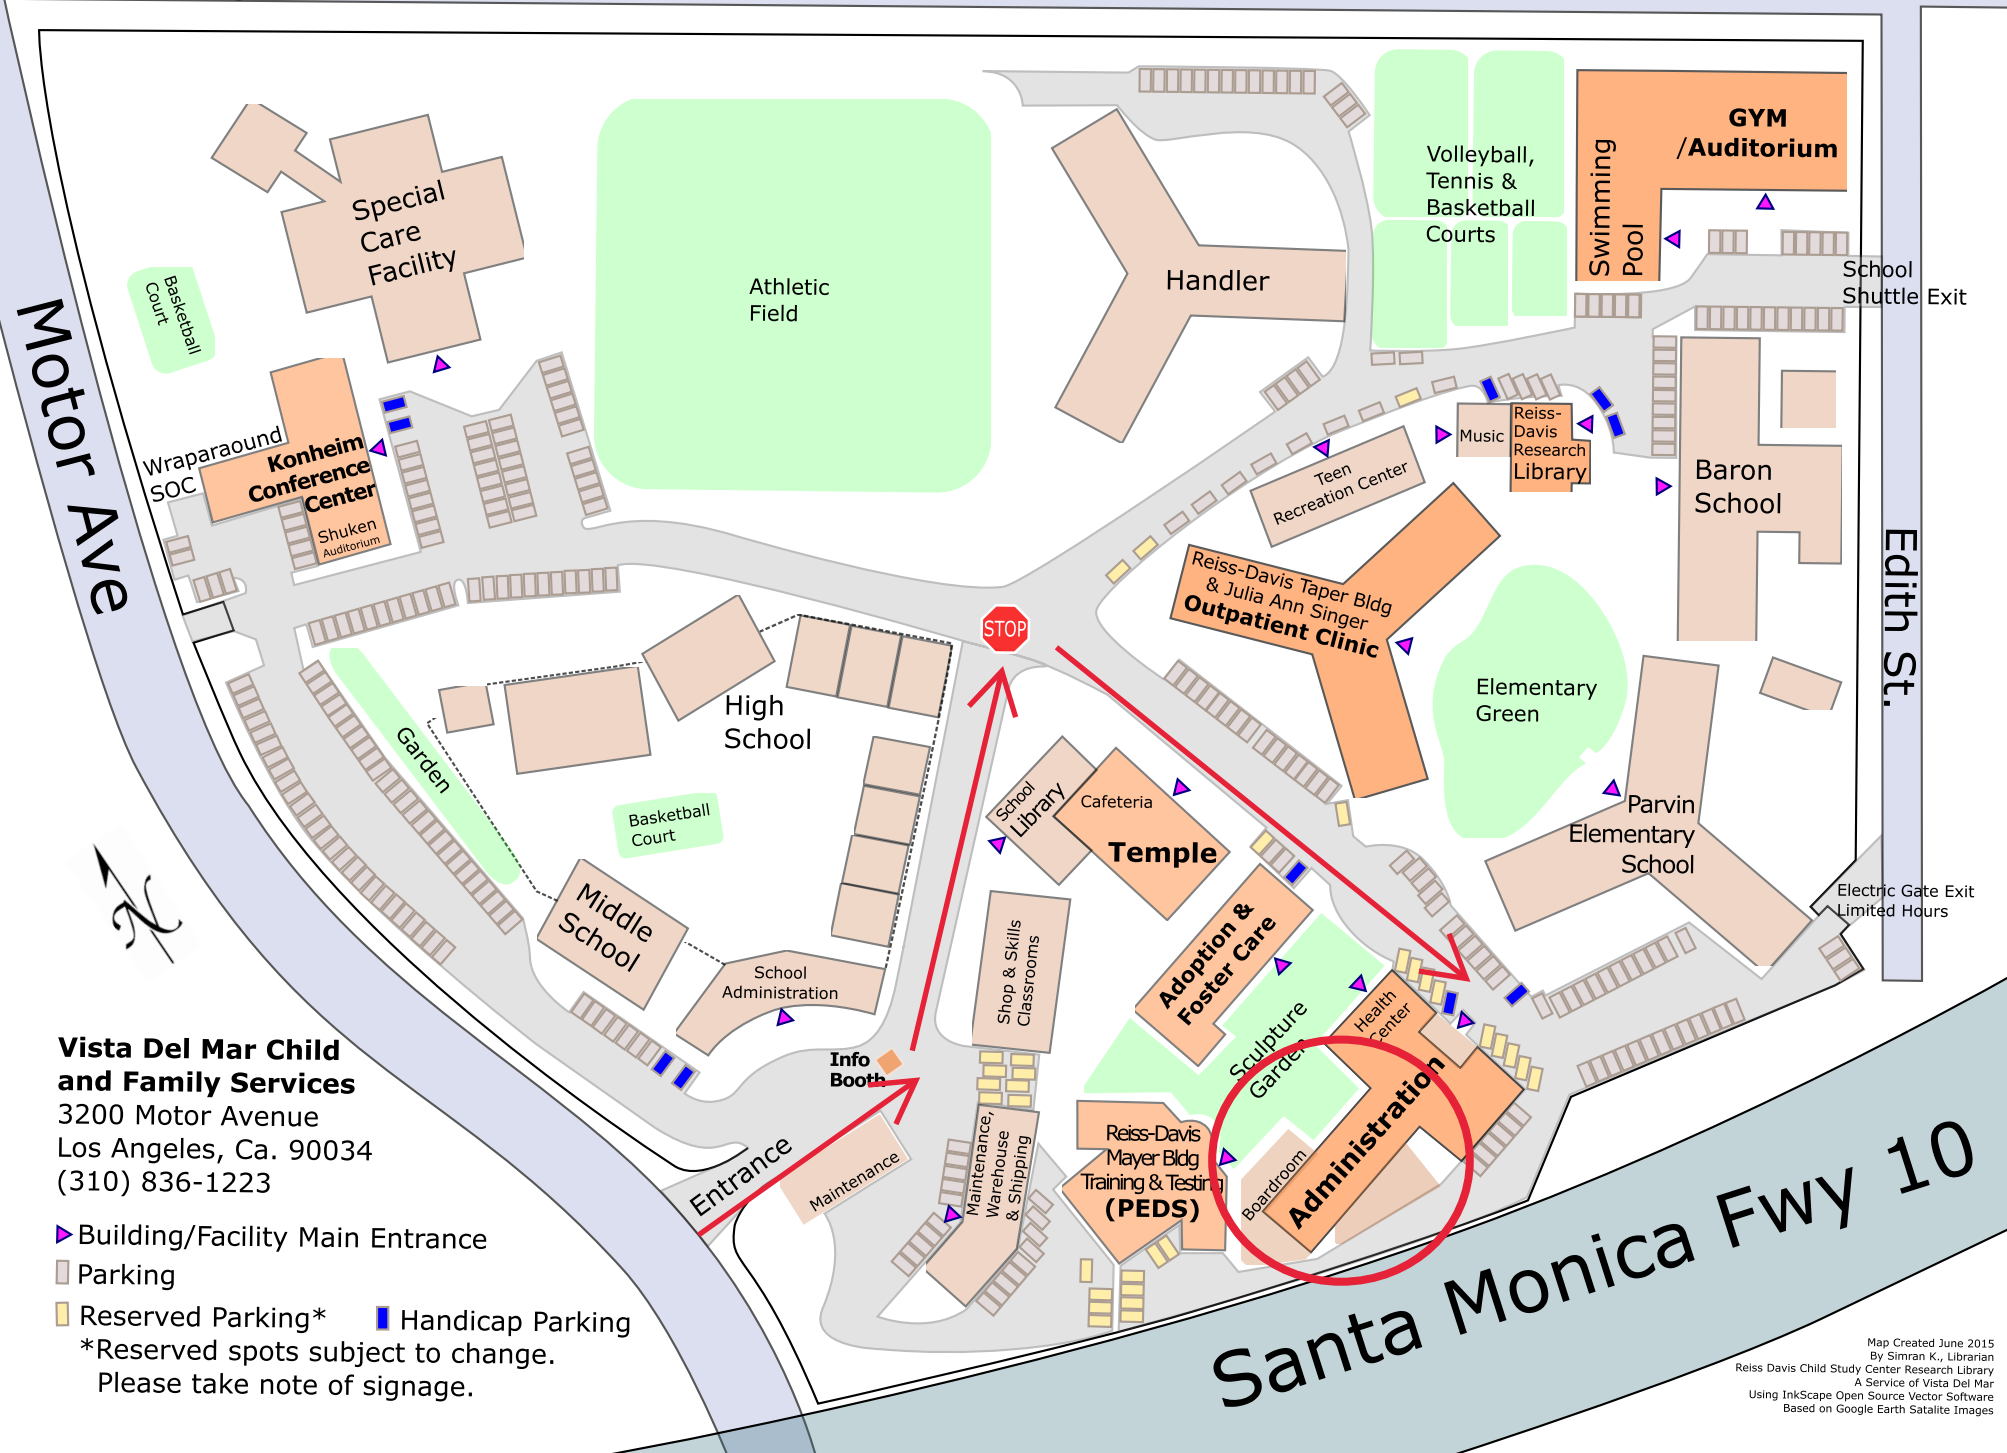 GYM
/Auditorium
Swimming
Pool
Volleyball,
Tennis &
Basketball
Courts
Special
Care
Facility
Athletic
Field
Handler
School
Shuttle Exit
Basketball
Court
Motor Ave
Wraparaound
SOC
Konheim
Conference
Center
Shuken
Auditorium
Teen
Recreation Center
Music
Reiss-
Davis
Research
Library
Baron
School
Edith St.
Reiss-Davis Taper Bldg
& Julia Ann Singer
Outpatient Clinic
STOP
Elementary
Green
High
School
Garden
Basketball
Court
School
Library
Cafeteria
Temple
Parvin
Elementary
School
Electric Gate Exit
Limited Hours
Middle
School
School
Administration
Shop & Skills
Classrooms
Adoption &
Foster Care
Sculpture
Garden
Health
Center
Administration
Boardroom
Info
Booth
N
Entrance
Maintenance
Maintenance,
Warehouse
& Shipping
Reiss-Davis
Mayer Bldg
Training & Testing
(PEDS)
Santa Monica Fwy 10
Vista Del Mar Child
and Family Services
3200 Motor Avenue
Los Angeles, Ca. 90034
(310) 836-1223
Building/Facility Main Entrance
Parking
Reserved Parking*
Handicap Parking
*Reserved spots subject to change.
Please take note of signage.
Map Created June 2015
By Simran K., Librarian
Reiss Davis Child Study Center Research Library
A Service of Vista Del Mar
Using InkScape Open Source Vector Software
Based on Google Earth Satalite Images